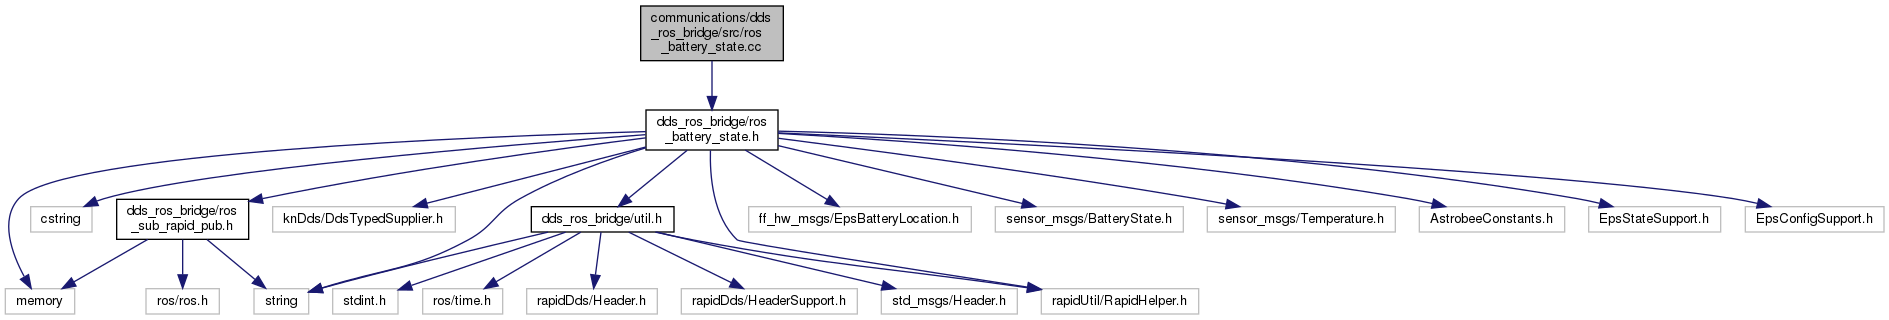 communications/dds
_ros_bridge/src/ros
_battery_state.cc
dds_ros_bridge/ros
_battery_state.h
cstring
dds_ros_bridge/ros
_sub_rapid_pub.h
knDds/DdsTypedSupplier.h
dds_ros_bridge/util.h
ff_hw_msgs/EpsBatteryLocation.h
sensor_msgs/BatteryState.h
sensor_msgs/Temperature.h
AstrobeeConstants.h
EpsStateSupport.h
EpsConfigSupport.h
memory
ros/ros.h
string
stdint.h
ros/time.h
rapidDds/Header.h
rapidDds/HeaderSupport.h
std_msgs/Header.h
rapidUtil/RapidHelper.h